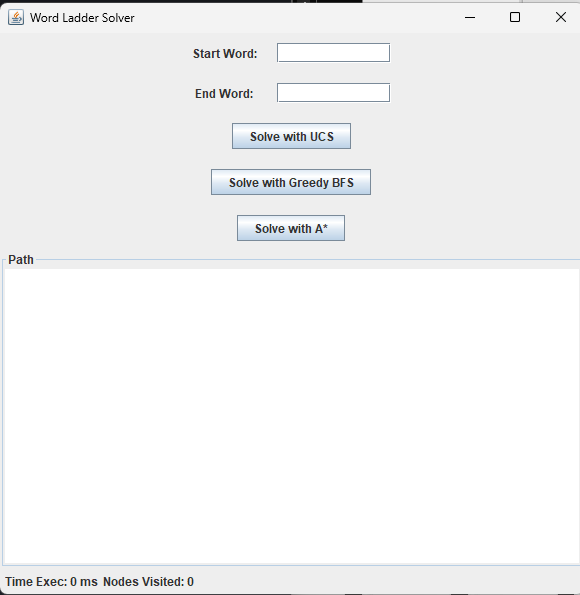 Word Ladder Solver
Start Word:
End Word:
Solve with UCS
Solve with Greedy BFS
Solve with A*
Path
Time Exec: 0 ms Nodes Visited: 0